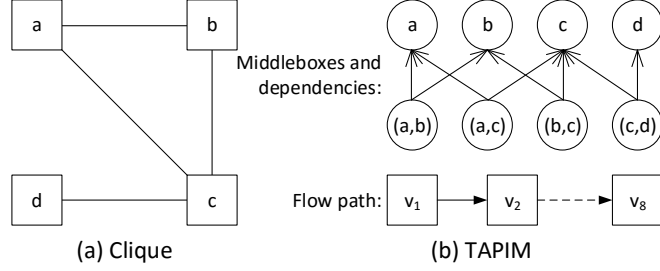 a b
d c
(a) Clique
Middleboxes and
dependencies:
a b c d
(a,b) (a,c) (b,c) (c,d)
Flow path: v₁ v₂ v₈
(b) TAPIM